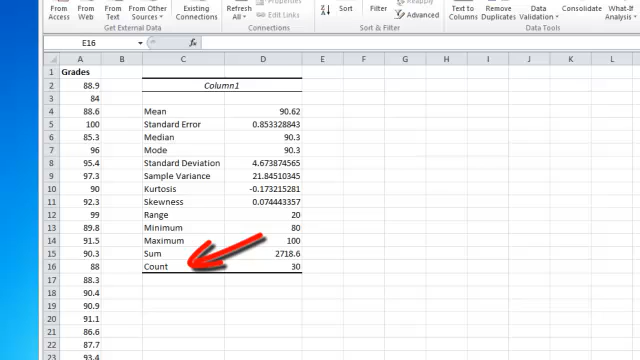 Properties
Reapply
From Access From Web From Text From Other Sources Existing Connections Refresh All Edit Links Sort Filter Advanced Text to Columns Remove Duplicates Data Validation Consolidate What-If Analysis
Get External Data Connections Sort & Filter Data Tools
E16 fx
A B C D E F G H I J K L
1 Grades
2 88.9 Column1
3 84
4 88.6 Mean 90.62
5 100 Standard Error 0.853328843
6 85.3 Median 90.3
7 96 Mode 90.3
8 95.4 Standard Deviation 4.673874565
9 97.3 Sample Variance 21.84510345
10 90 Kurtosis -0.173215281
11 92.3 Skewness 0.074443357
12 99 Range 20
13 89.8 Minimum 80
14 91.5 Maximum 100
15 90.3 Sum 2718.6
16 88 Count 30
17 88.3
18 90.4
19 90.9
20 91.1
21 86.6
22 87.7
23 93.4